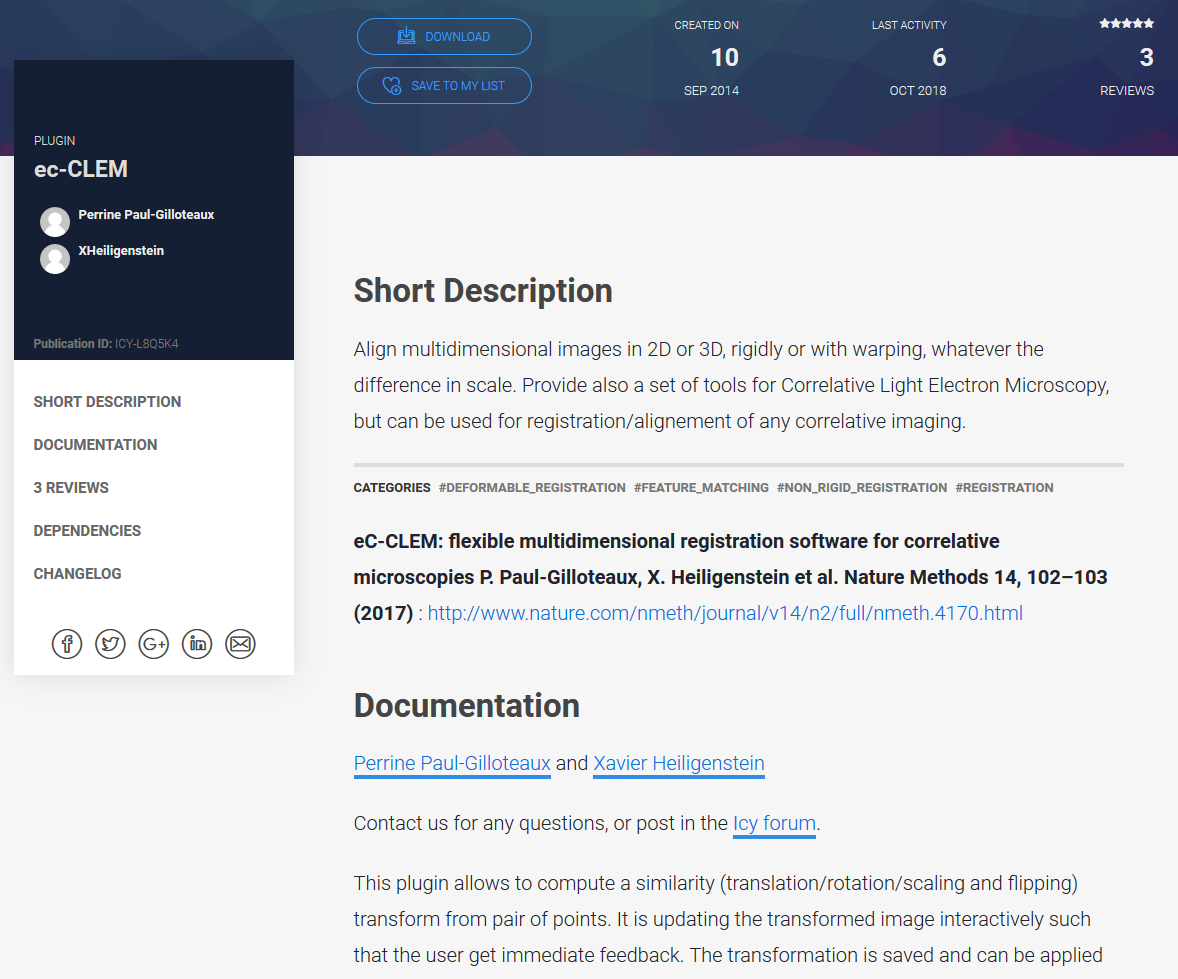 DOWNLOAD
SAVE TO MY LIST
CREATED ON
10
SEP 2014
LAST ACTIVITY
6
OCT 2018
3
REVIEWS
PLUGIN
ec-CLEM
Perrine Paul-Gilloteaux
XHeiligenstein
Publication ID: ICY-L8Q5K4
SHORT DESCRIPTION
DOCUMENTATION
3 REVIEWS
DEPENDENCIES
CHANGELOG
Short Description
Align multidimensional images in 2D or 3D, rigidly or with warping, whatever the
difference in scale. Provide also a set of tools for Correlative Light Electron Microscopy,
but can be used for registration/alignement of any correlative imaging.
CATEGORIES #DEFORMABLE_REGISTRATION #FEATURE_MATCHING #NON_RIGID_REGISTRATION #REGISTRATION
eC-CLEM: flexible multidimensional registration software for correlative
microscopies P. Paul-Gilloteaux, X. Heiligenstein et al. Nature Methods 14, 102–103
(2017) : http://www.nature.com/nmeth/journal/v14/n2/full/nmeth.4170.html
Documentation
Perrine Paul-Gilloteaux and Xavier Heiligenstein
Contact us for any questions, or post in the Icy forum.
This plugin allows to compute a similarity (translation/rotation/scaling and flipping)
transform from pair of points. It is updating the transformed image interactively such
that the user get immediate feedback. The transformation is saved and can be applied